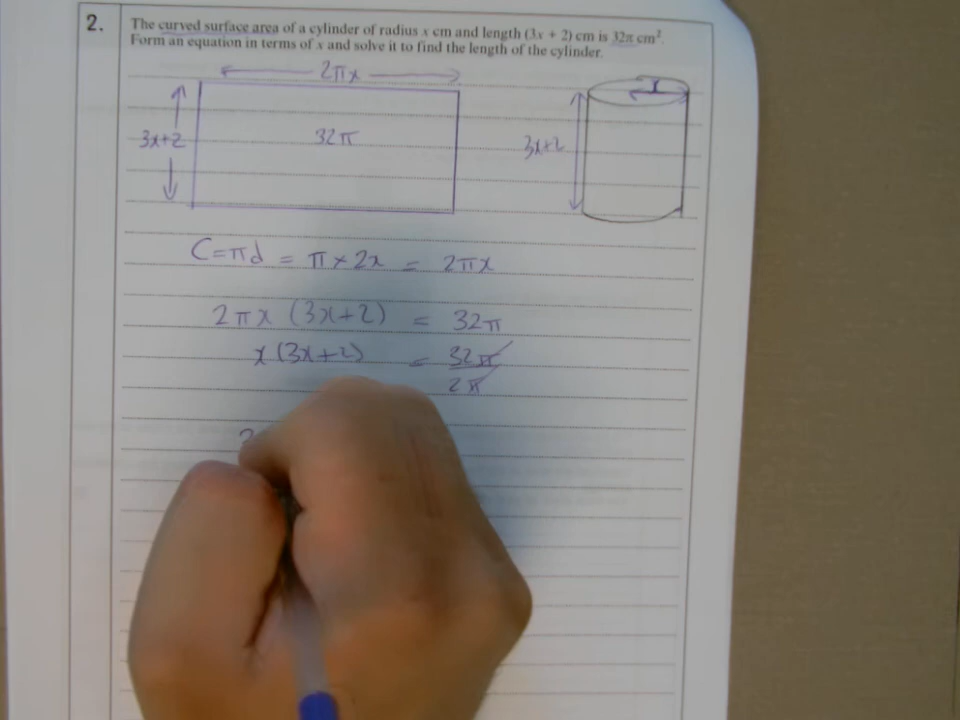 2. The curved surface area of a cylinder of radius x cm and length (3x + 2) cm is 32π cm².
Form an equation in terms of x and solve it to find the length of the cylinder.
2πx
3x+2
32π
x
3x+2
C=πd = π×2x = 2πx
2πx (3x+2) = 32π
x(3x+2) = 32π
2π